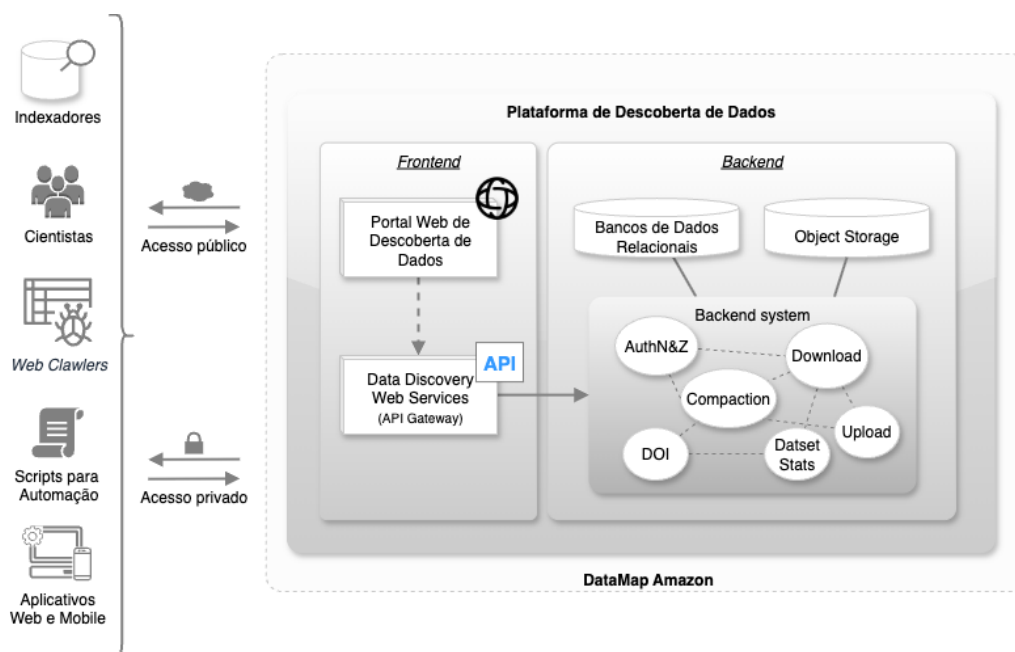 Indexadores
Cientistas
Web Clawlers
Scripts para
Automação
Aplicativos
Web e Mobile
Acesso público
Acesso privado
Plataforma de Descoberta de Dados
Frontend
Portal Web de
Descoberta de
Dados
API
Data Discovery
Web Services
(API Gateway)
Backend
Bancos de Dados
Relacionais
Object Storage
Backend system
AuthN&Z
Download
Compaction
Upload
DOI
Datset
Stats
DataMap Amazon